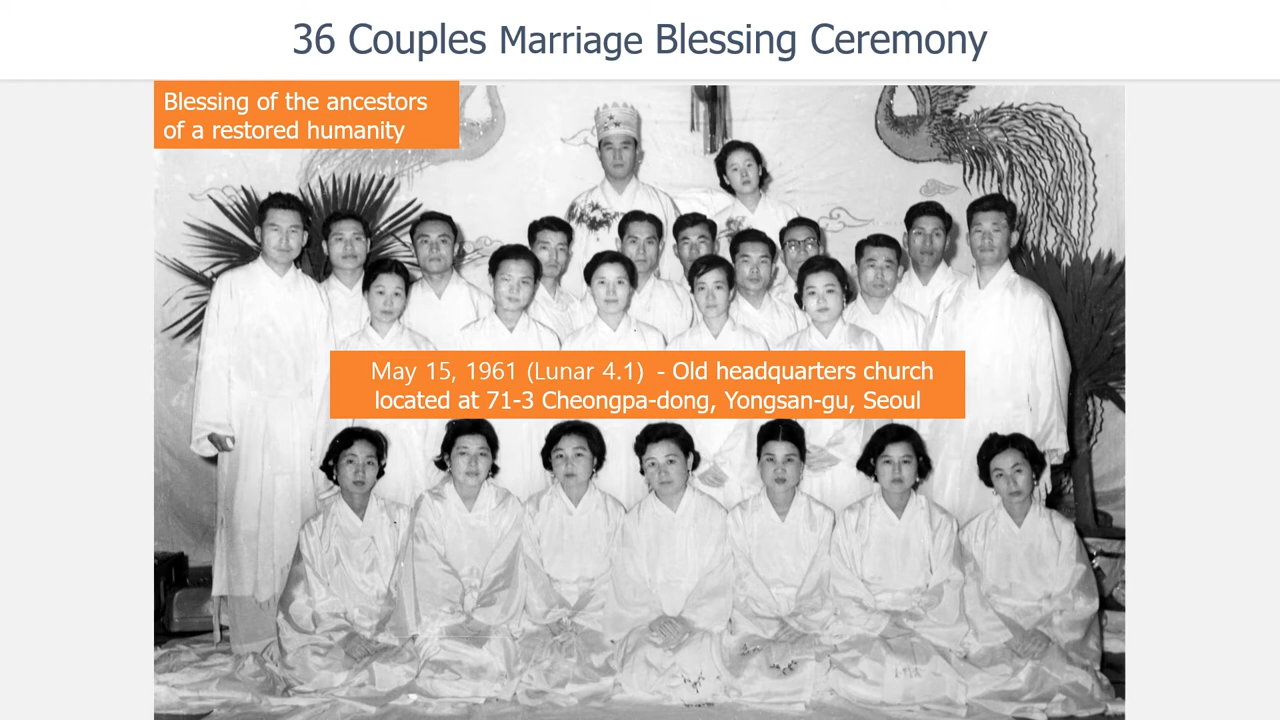 36 Couples Marriage Blessing Ceremony
Blessing of the ancestors
of a restored humanity
May 15, 1961 (Lunar 4.1) - Old headquarters church
located at 71-3 Cheongpa-dong, Yongsan-gu, Seoul